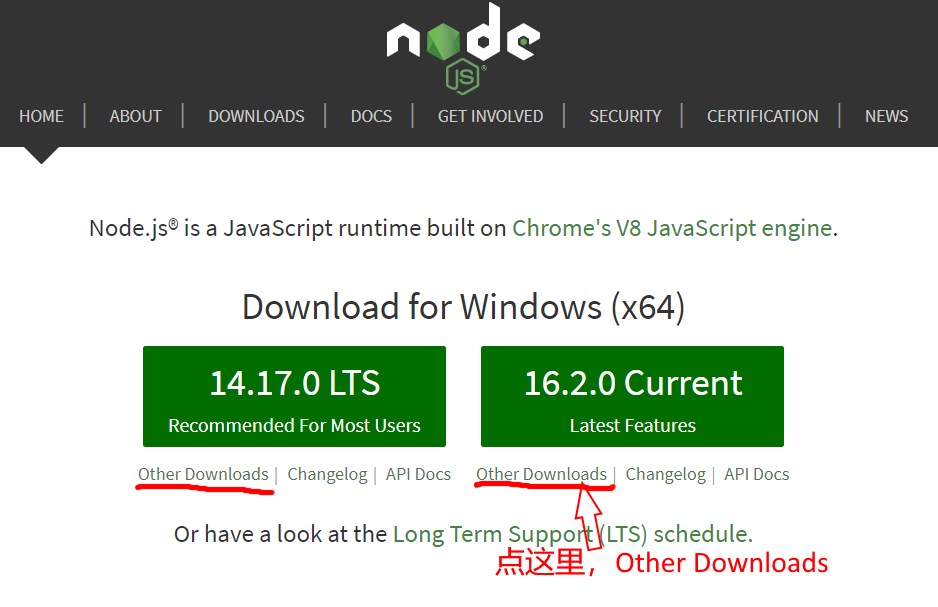 node
JS®
HOME | ABOUT | DOWNLOADS | DOCS | GET INVOLVED | SECURITY | CERTIFICATION | NEWS
Node.js® is a JavaScript runtime built on Chrome's V8 JavaScript engine.
Download for Windows (x64)
14.17.0 LTS
Recommended For Most Users
16.2.0 Current
Latest Features
Other Downloads | Changelog | API Docs
Other Downloads | Changelog | API Docs
Or have a look at the Long Term Support (LTS) schedule.
点这里，Other Downloads